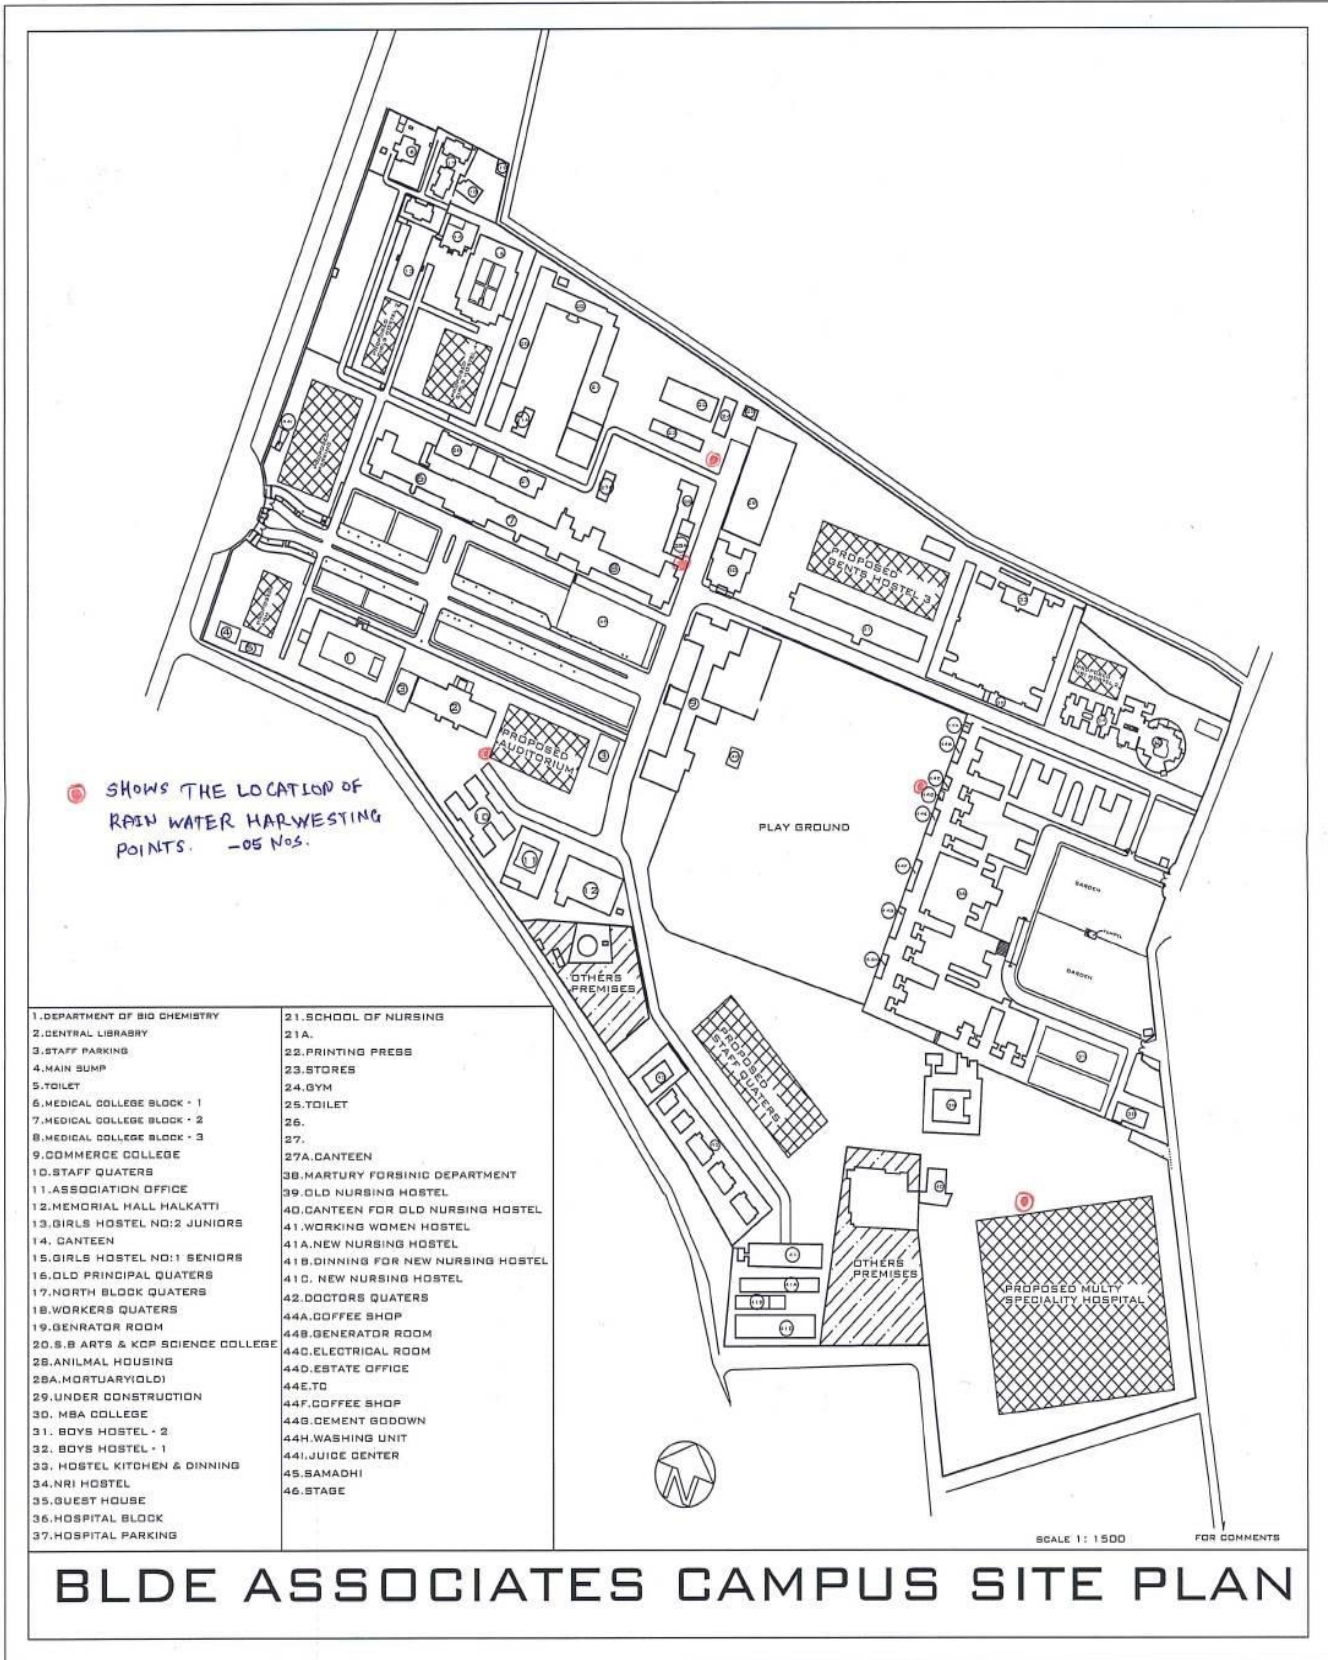 PROPOSED
GENTS HOSTEL 3
PROPOSED
AUDITORIUM
SHOWS THE LOCATION OF
RAIN WATER HARWESTING
POINTS. -05 NOS.
PLAY GROUND
GARDEN
GARDEN
OTHERS
PREMISES
PROPOSED
STAFF QUATERS
OTHERS
PREMISES
PROPOSED MULTY
SPECIALITY HOSPITAL
1.DEPARTMENT OF BIO CHEMISTRY
2.CENTRAL LIBRABRY
3.STAFF PARKING
4.MAIN SUMP
5.TOILET
6.MEDICAL COLLEGE BLOCK - 1
7.MEDICAL COLLEGE BLOCK - 2
8.MEDICAL COLLEGE BLOCK - 3
9.COMMERCE COLLEGE
10.STAFF QUATERS
11.ASSOCIATION OFFICE
12.MEMORIAL HALL HALKATTI
13.GIRLS HOSTEL NO:2 JUNIORS
14. CANTEEN
15.GIRLS HOSTEL NO:1 SENIORS
16.OLD PRINCIPAL QUATERS
17.NORTH BLOCK QUATERS
18.WORKERS QUATERS
19.GENRATOR ROOM
20.S.B ARTS & KCP SCIENCE COLLEGE
28.ANILMAL HOUSING
28A.MORTUARY(OLD)
29.UNDER CONSTRUCTION
30. MBA COLLEGE
31. BOYS HOSTEL - 2
32. BOYS HOSTEL - 1
33. HOSTEL KITCHEN & DINNING
34.NRI HOSTEL
35.GUEST HOUSE
36.HOSPITAL BLOCK
37.HOSPITAL PARKING
21.SCHOOL OF NURSING
21A.
22.PRINTING PRESS
23.STORES
24.GYM
25.TOILET
26.
27.
27A.CANTEEN
38.MARTURY FORSINIC DEPARTMENT
39.OLD NURSING HOSTEL
40.CANTEEN FOR OLD NURSING HOSTEL
41.WORKING WOMEN HOSTEL
41A.NEW NURSING HOSTEL
41B.DINNING FOR NEW NURSING HOSTEL
41C. NEW NURSING HOSTEL
42.DOCTORS QUATERS
44A.COFFEE SHOP
44B.GENERATOR ROOM
44C.ELECTRICAL ROOM
44D.ESTATE OFFICE
44E.TC
44F.COFFEE SHOP
44G.CEMENT GODOWN
44H.WASHING UNIT
44I.JUICE CENTER
45.SAMADHI
46.STAGE
N
SCALE 1: 1500
FOR COMMENTS
BLDE ASSOCIATES CAMPUS SITE PLAN